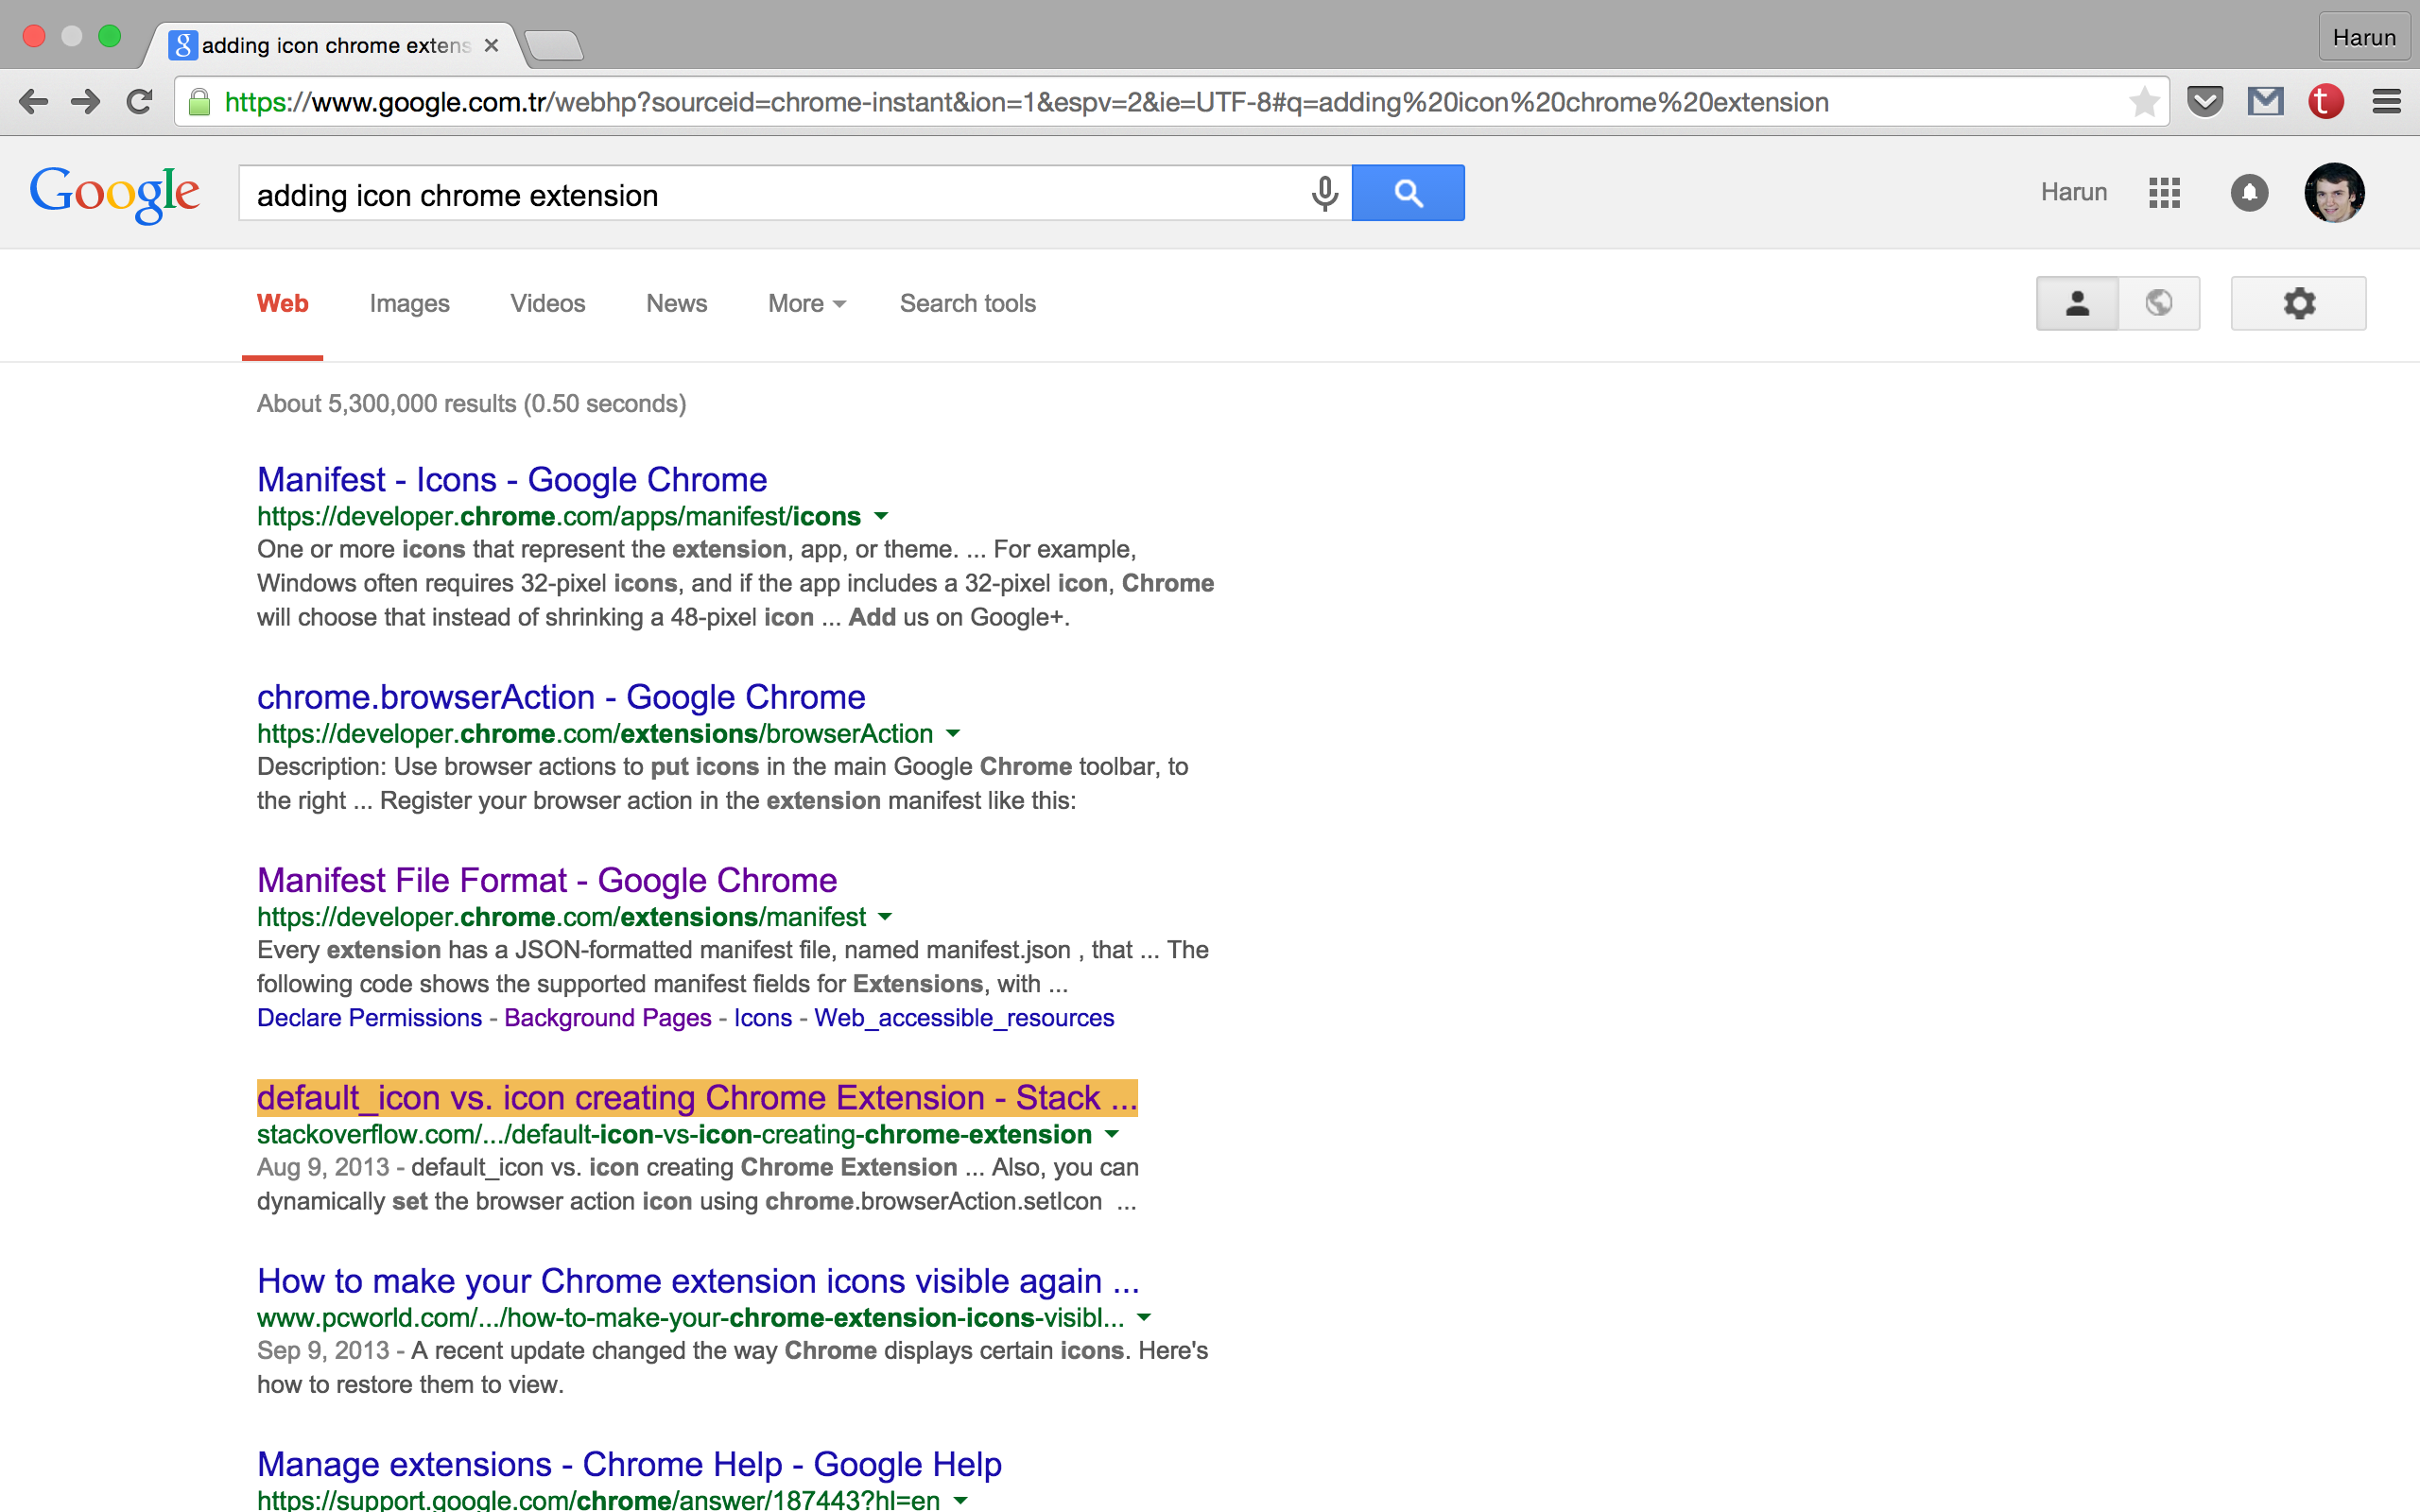 adding icon chrome extens
Harun
https://www.google.com.tr/webhp?sourceid=chrome-instant&ion=1&espv=2&ie=UTF-8#q=adding%20icon%20chrome%20extension
Google
adding icon chrome extension
Harun
Web Images Videos News More Search tools
About 5,300,000 results (0.50 seconds)
Manifest - Icons - Google Chrome
https://developer.chrome.com/apps/manifest/icons
One or more icons that represent the extension, app, or theme. ... For example,
Windows often requires 32-pixel icons, and if the app includes a 32-pixel icon, Chrome
will choose that instead of shrinking a 48-pixel icon ... Add us on Google+.
chrome.browserAction - Google Chrome
https://developer.chrome.com/extensions/browserAction
Description: Use browser actions to put icons in the main Google Chrome toolbar, to
the right ... Register your browser action in the extension manifest like this:
Manifest File Format - Google Chrome
https://developer.chrome.com/extensions/manifest
Every extension has a JSON-formatted manifest file, named manifest.json , that ... The
following code shows the supported manifest fields for Extensions, with ...
Declare Permissions - Background Pages - Icons - Web_accessible_resources
default_icon vs. icon creating Chrome Extension - Stack ...
stackoverflow.com/.../default-icon-vs-icon-creating-chrome-extension
Aug 9, 2013 - default_icon vs. icon creating Chrome Extension ... Also, you can
dynamically set the browser action icon using chrome.browserAction.setIcon ...
How to make your Chrome extension icons visible again ...
www.pcworld.com/.../how-to-make-your-chrome-extension-icons-visibl...
Sep 9, 2013 - A recent update changed the way Chrome displays certain icons. Here's
how to restore them to view.
Manage extensions - Chrome Help - Google Help
https://support.google.com/chrome/answer/187443?hl=en